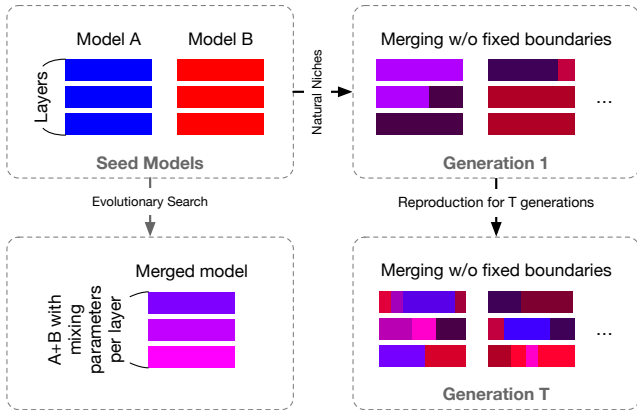 Model A
Model B
Layers
Seed Models
Natural Niches
Merging w/o fixed boundaries
...
Generation 1
Evolutionary Search
Reproduction for T generations
Merged model
A+B with
mixing
parameters
per layer
Merging w/o fixed boundaries
...
Generation T